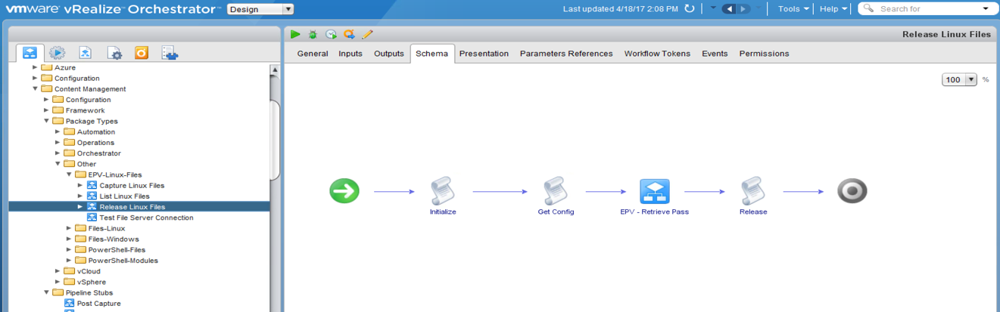 vmware vRealize™ Orchestrator™ Design Last updated 4/18/17 2:08 PM Tools Help Search for
Release Linux Files
General Inputs Outputs Schema Presentation Parameters References Workflow Tokens Events Permissions
100 %
Azure
Configuration
Content Management
Configuration
Framework
Package Types
Automation
Operations
Orchestrator
Other
EPV-Linux-Files
Capture Linux Files
List Linux Files
Release Linux Files
Test File Server Connection
Files-Linux
Files-Windows
PowerShell-Files
PowerShell-Modules
vCloud
vSphere
Pipeline Stubs
Post Capture
Initialize Get Config EPV - Retrieve Pass Release